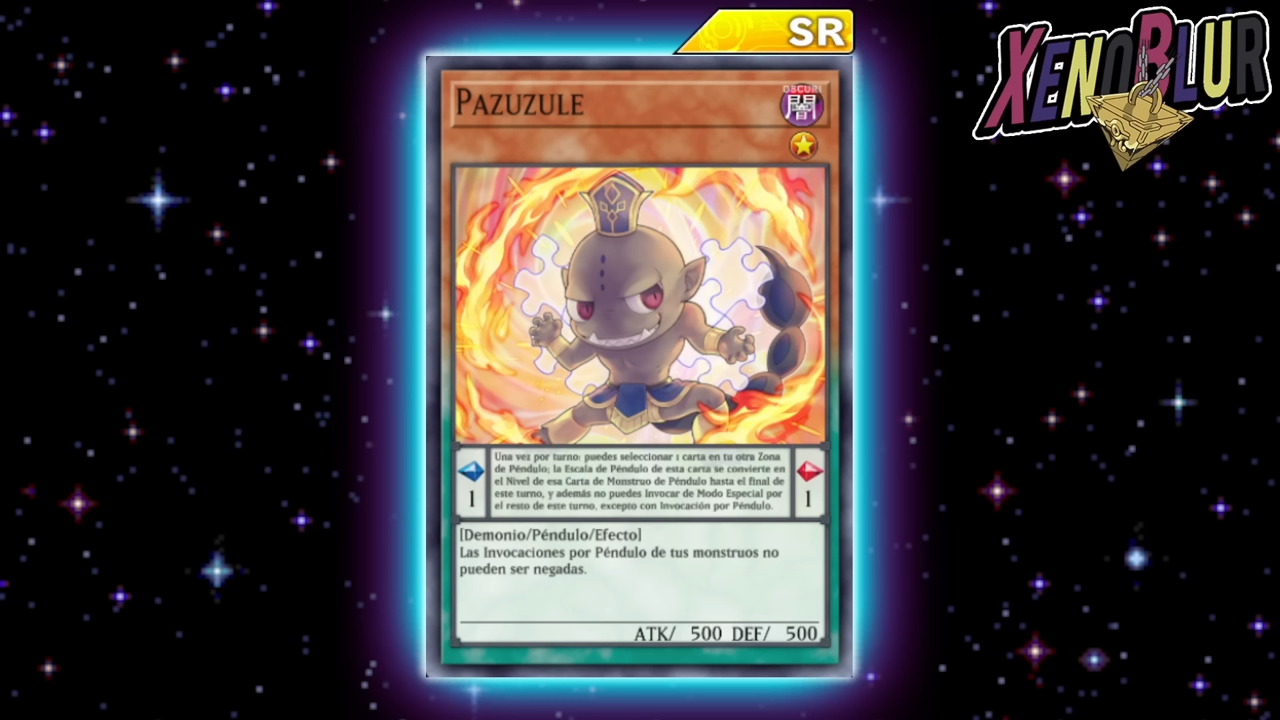 SR
XENOBLUR
PAZUZULE
OSCURI
闇
Una vez por turno: puedes seleccionar 1 carta en tu otra Zona
de Péndulo; la Escala de Péndulo de esta carta se convierte en
el Nivel de esa Carta de Monstruo de Péndulo hasta el final de
este turno, y además no puedes Invocar de Modo Especial por
el resto de este turno, excepto con Invocación por Péndulo.
1
1
[Demonio/Péndulo/Efecto]
Las Invocaciones por Péndulo de tus monstruos no
pueden ser negadas.
ATK/ 500 DEF/ 500